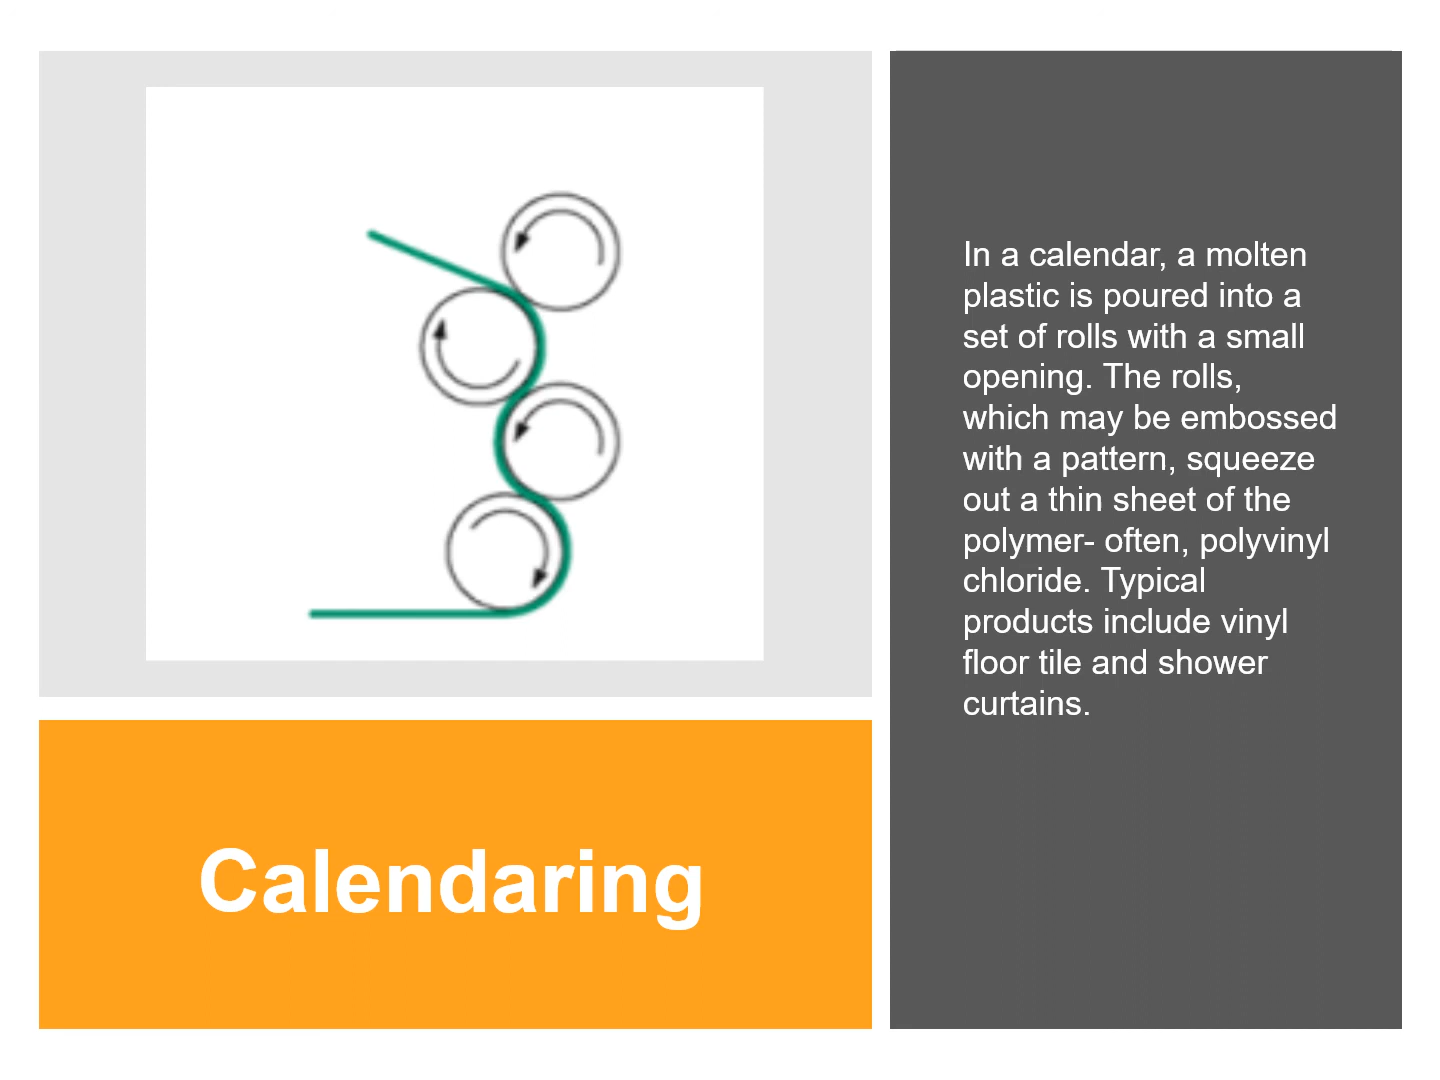 In a calendar, a molten
plastic is poured into a
set of rolls with a small
opening. The rolls,
which may be embossed
with a pattern, squeeze
out a thin sheet of the
polymer- often, polyvinyl
chloride. Typical
products include vinyl
floor tile and shower
curtains.
Calendaring